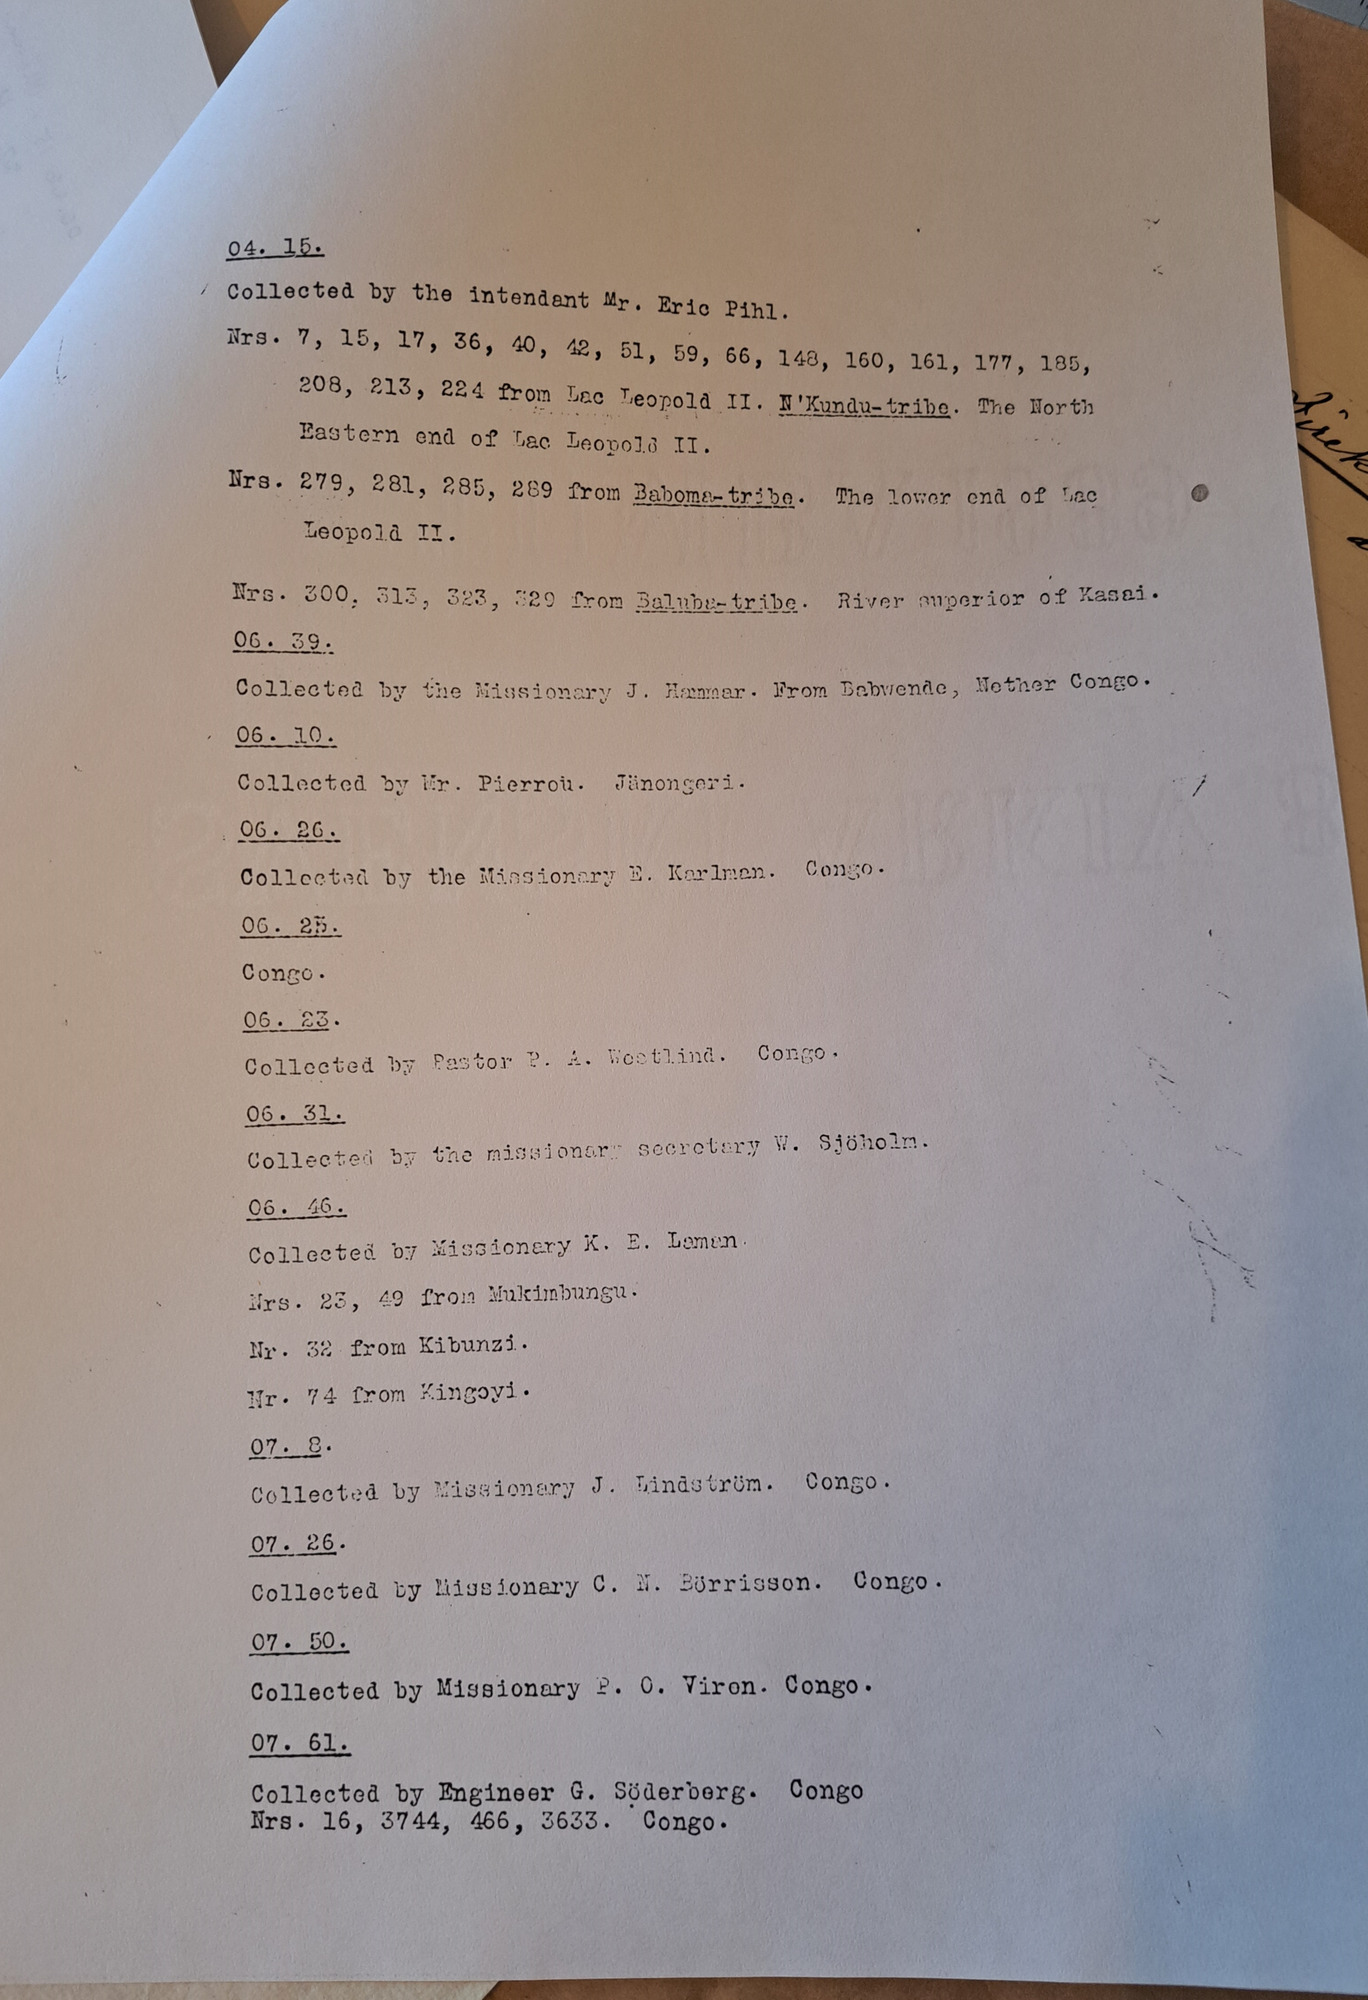 04. 15.
Collected by the intendant Mr. Eric Pihl.
Nrs. 7, 15, 17, 36, 40, 42, 51, 59, 66, 148, 160, 161, 177, 185,
208, 213, 224 from Lac Leopold II. N'Kundu-tribe. The North
Eastern end of Lac Leopold II.
Nrs. 279, 281, 285, 289 from Baboma-tribe. The lower end of Lac
Leopold II.
Nrs. 300, 313, 323, 329 from Baluba-tribe. River superior of Kasai.
06. 39.
Collected by the Missionary J. Hammar. From Babwende, Nether Congo.
06. 10.
Collected by Mr. Pierrou. Jänongeri.
06. 26.
Collected by the Missionary E. Karlman. Congo.
06. 25.
Congo.
06. 23.
Collected by Pastor P. A. Westlind. Congo.
06. 31.
Collected by the missionary secretary W. Sjöholm.
06. 46.
Collected by Missionary K. E. Laman.
Nrs. 23, 49 from Mukimbungu.
Nr. 32 from Kibunzi.
Nr. 74 from Kingoyi.
07. 8.
Collected by Missionary J. Lindström. Congo.
07. 26.
Collected by Missionary C. N. Börrisson. Congo.
07. 50.
Collected by Missionary P. O. Viron. Congo.
07. 61.
Collected by Engineer G. Söderberg. Congo
Nrs. 16, 3744, 466, 3633. Congo.